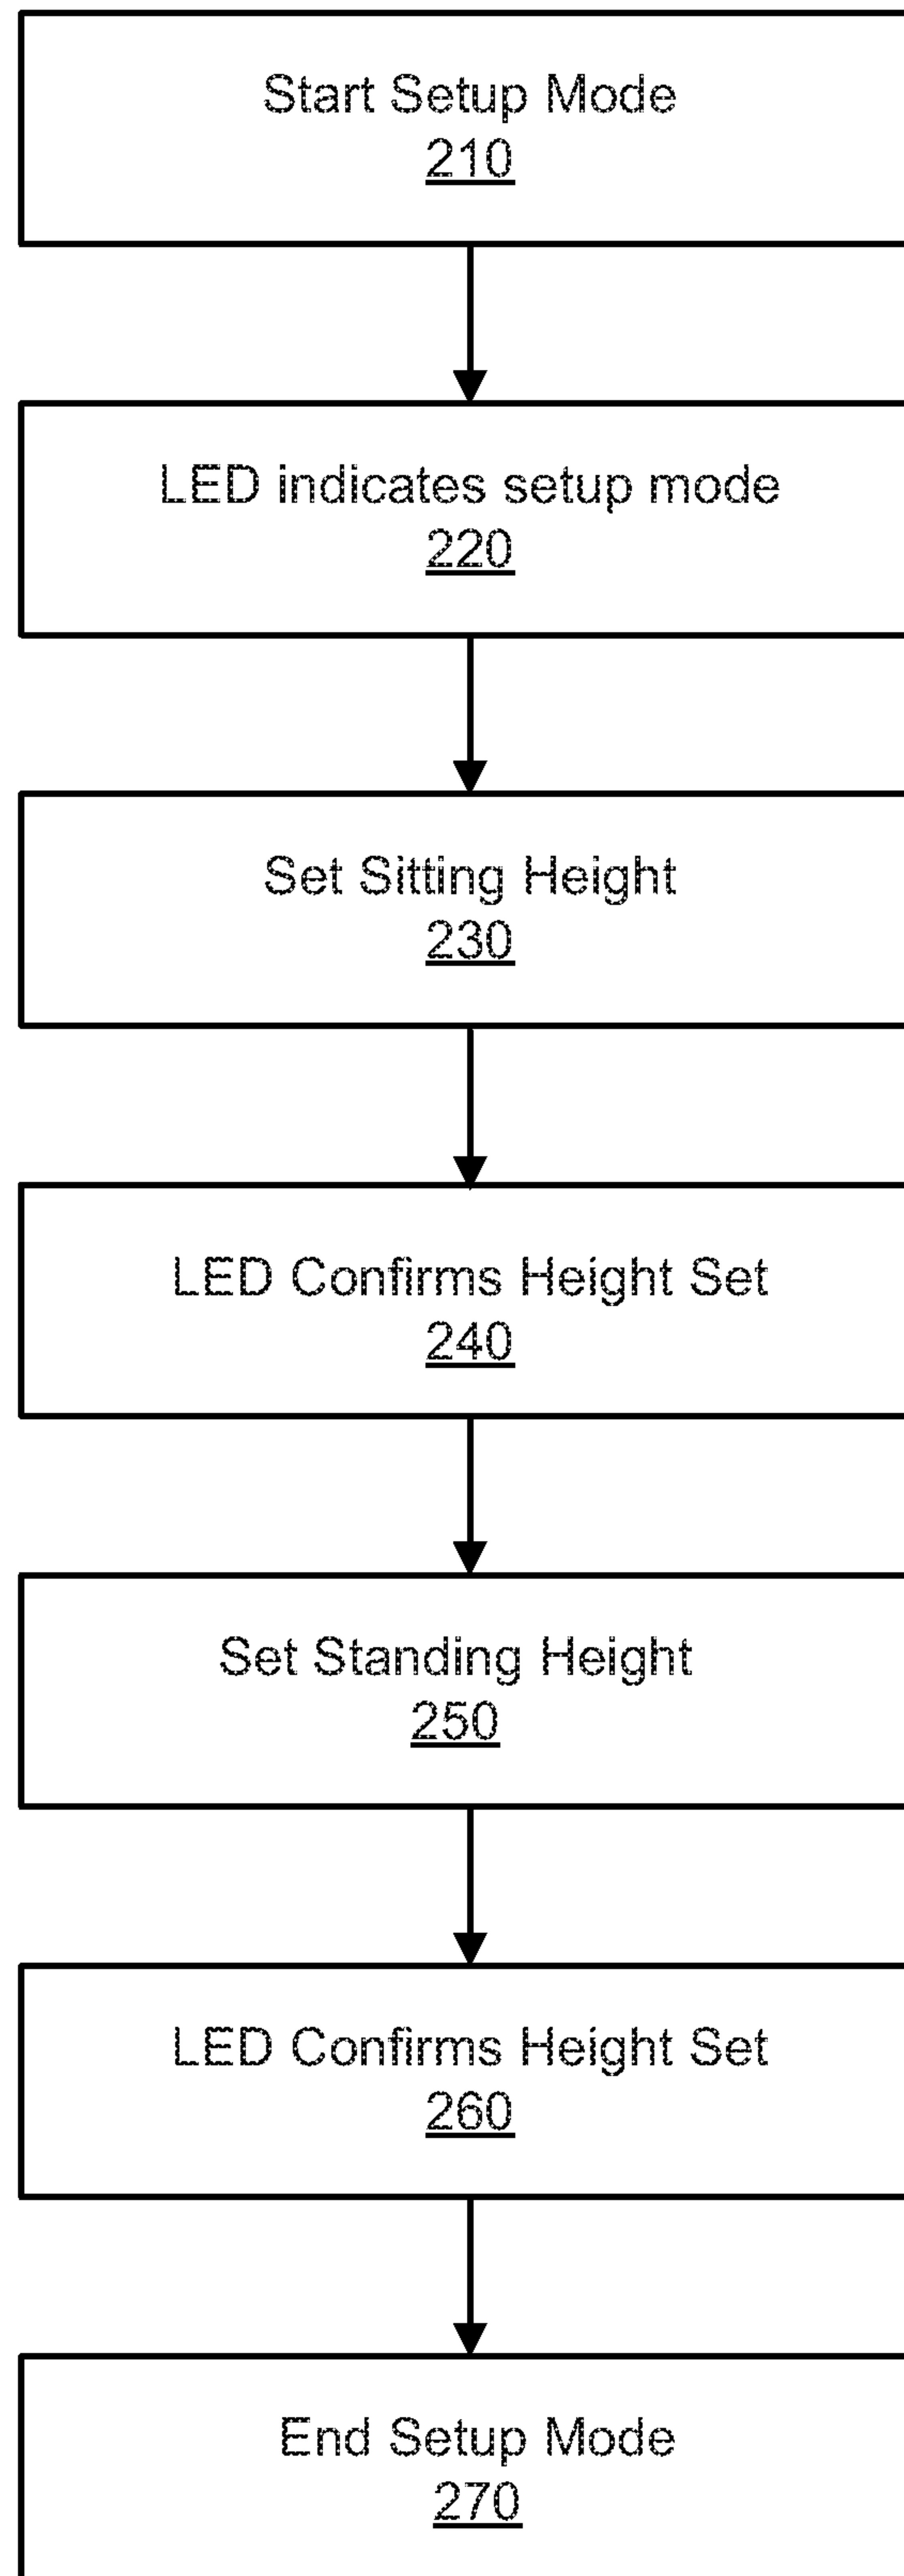 Start Setup Mode
210
LED indicates setup mode
220
Set Sitting Height
230
LED Confirms Height Set
240
Set Standing Height
250
LED Confirms Height Set
260
End Setup Mode
270